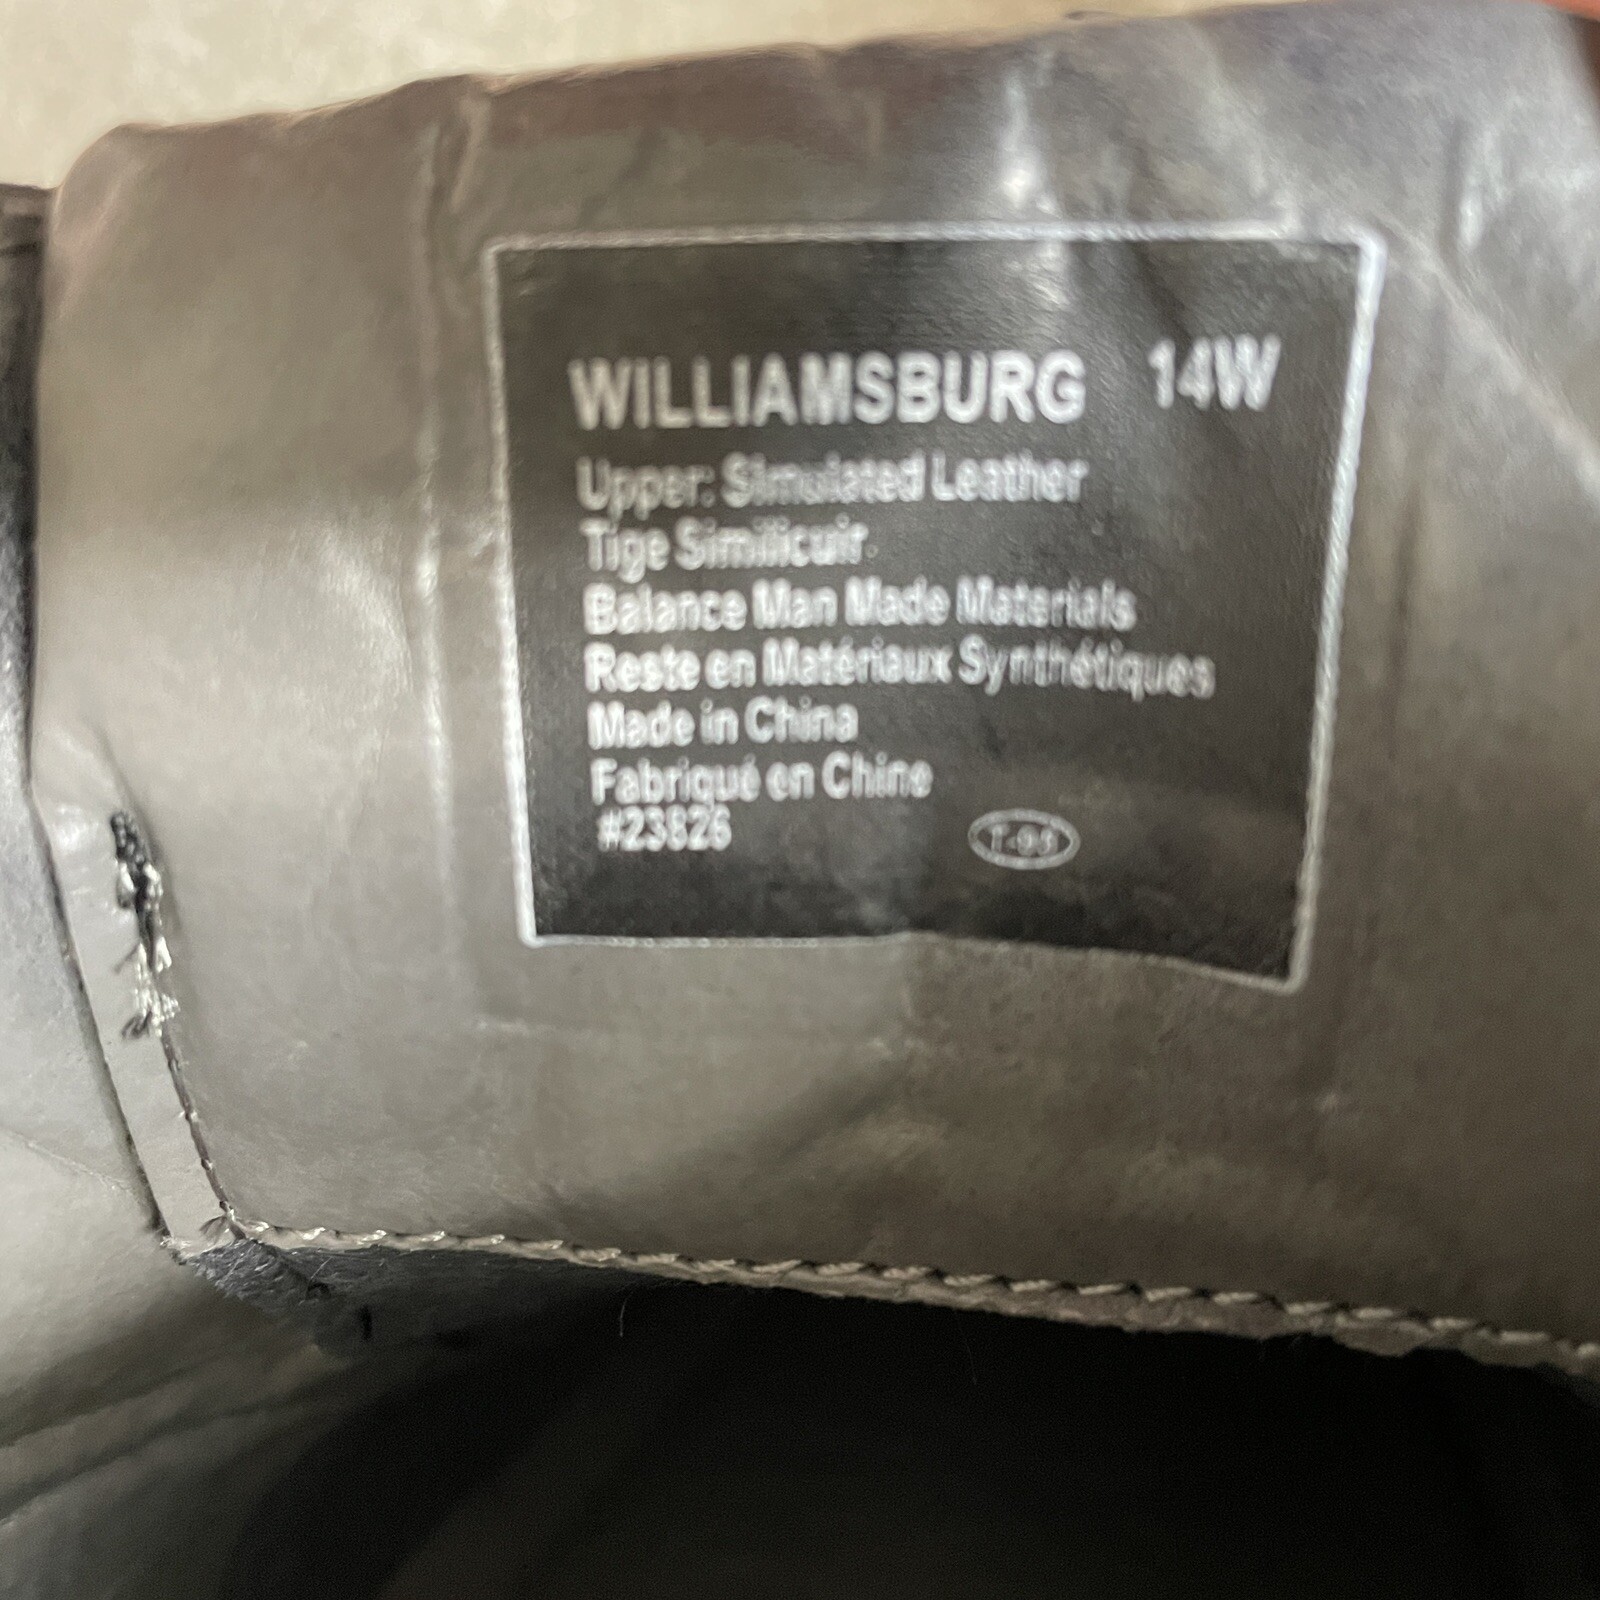 WILLIAMSBURG 14W
Upper: Simulated Leather
Tige Similicuir
Balance Man Made Materials
Reste en Matériaux Synthétiques
Made in China
Fabriqué en Chine
#23826